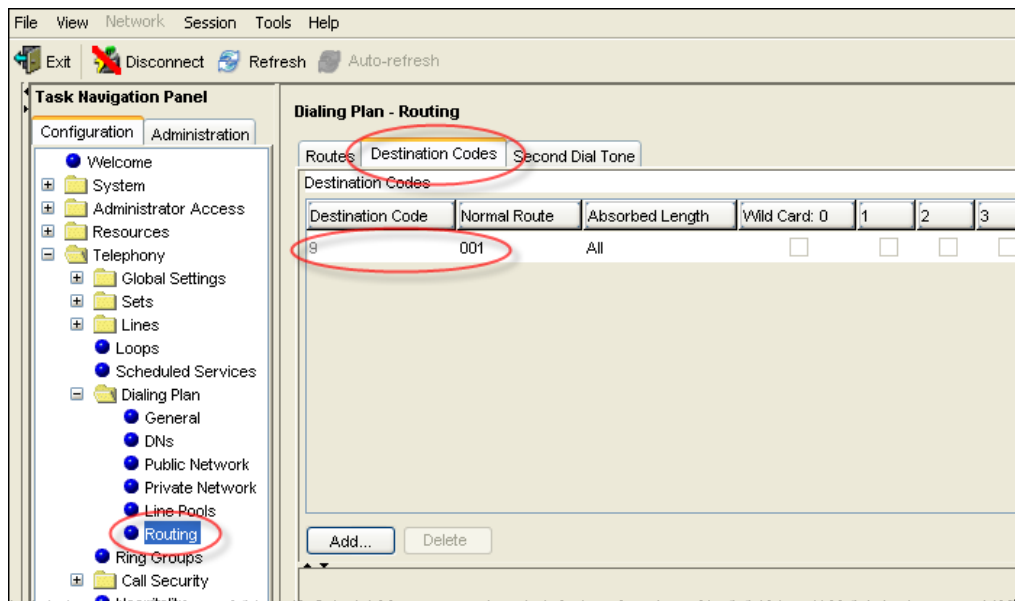 File View Network Session Tools Help
Exit Disconnect Refresh Auto-refresh
Task Navigation Panel
Configuration Administration
Welcome
System
Administrator Access
Resources
Telephony
Global Settings
Sets
Lines
Loops
Scheduled Services
Dialing Plan
General
DNs
Public Network
Private Network
Line Pools
Routing
Ring Groups
Call Security
Dialing Plan - Routing
Routes Destination Codes Second Dial Tone
Destination Codes
Destination Code Normal Route Absorbed Length Wild Card: 0 1 2 3
9 001 All
Add... Delete